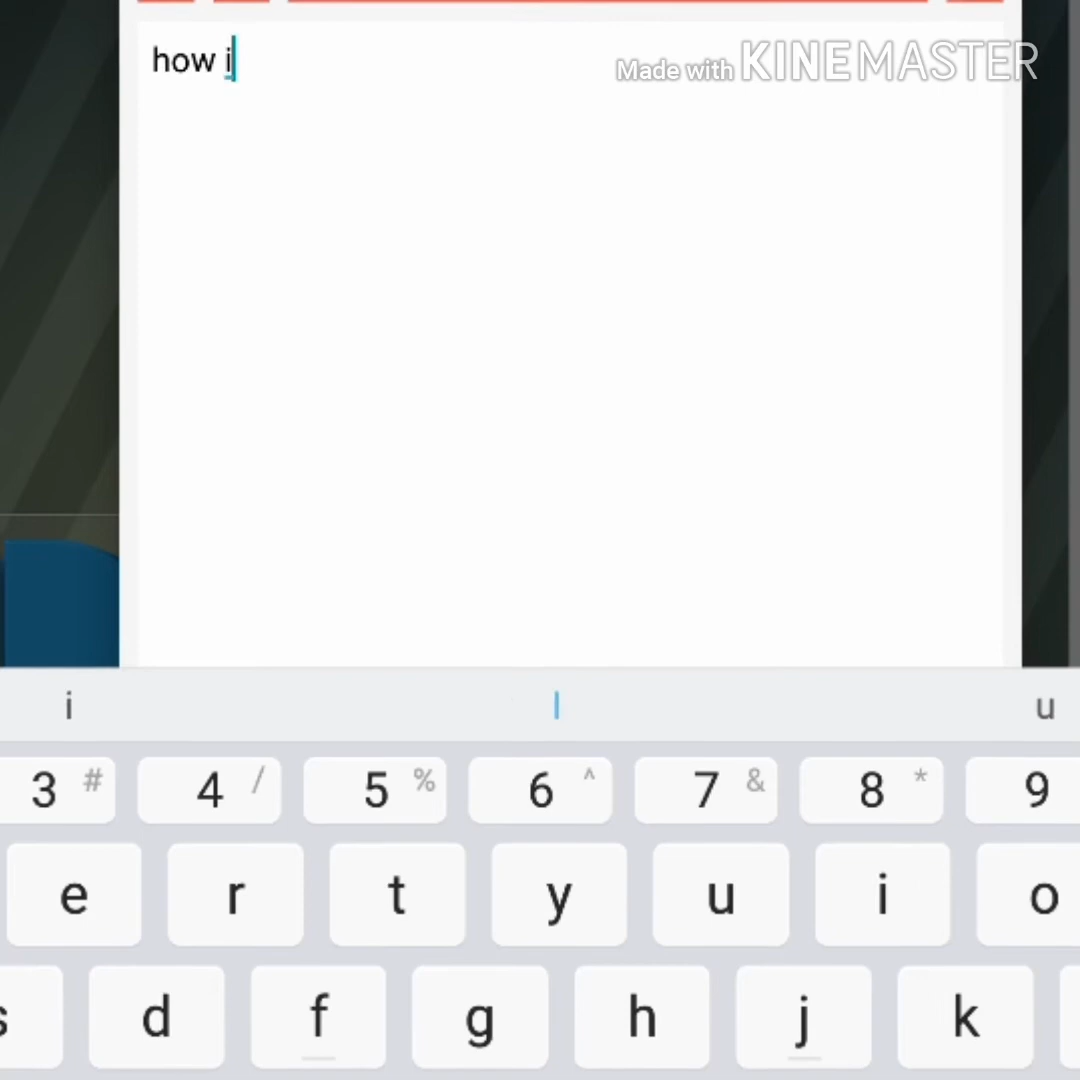 how i
Made with KINEMASTER
i I u
3 # 4 / 5 % 6 ^ 7 & 8 * 9
e r t y u i o
s d f g h j k